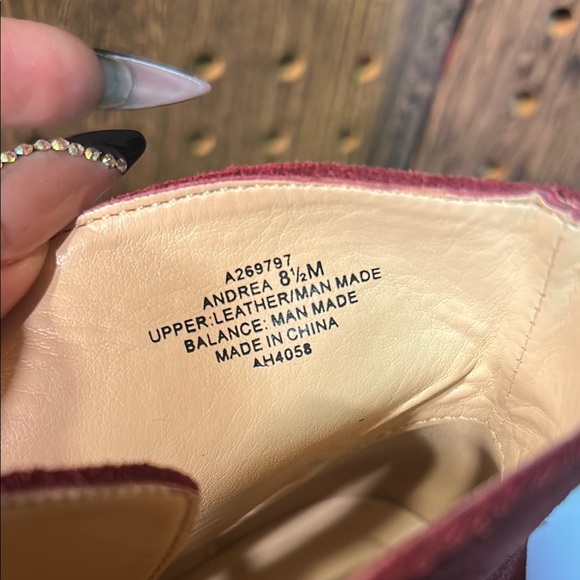 A269797
ANDREA 8½M
UPPER:LEATHER/MAN MADE
BALANCE: MAN MADE
MADE IN CHINA
AH4058